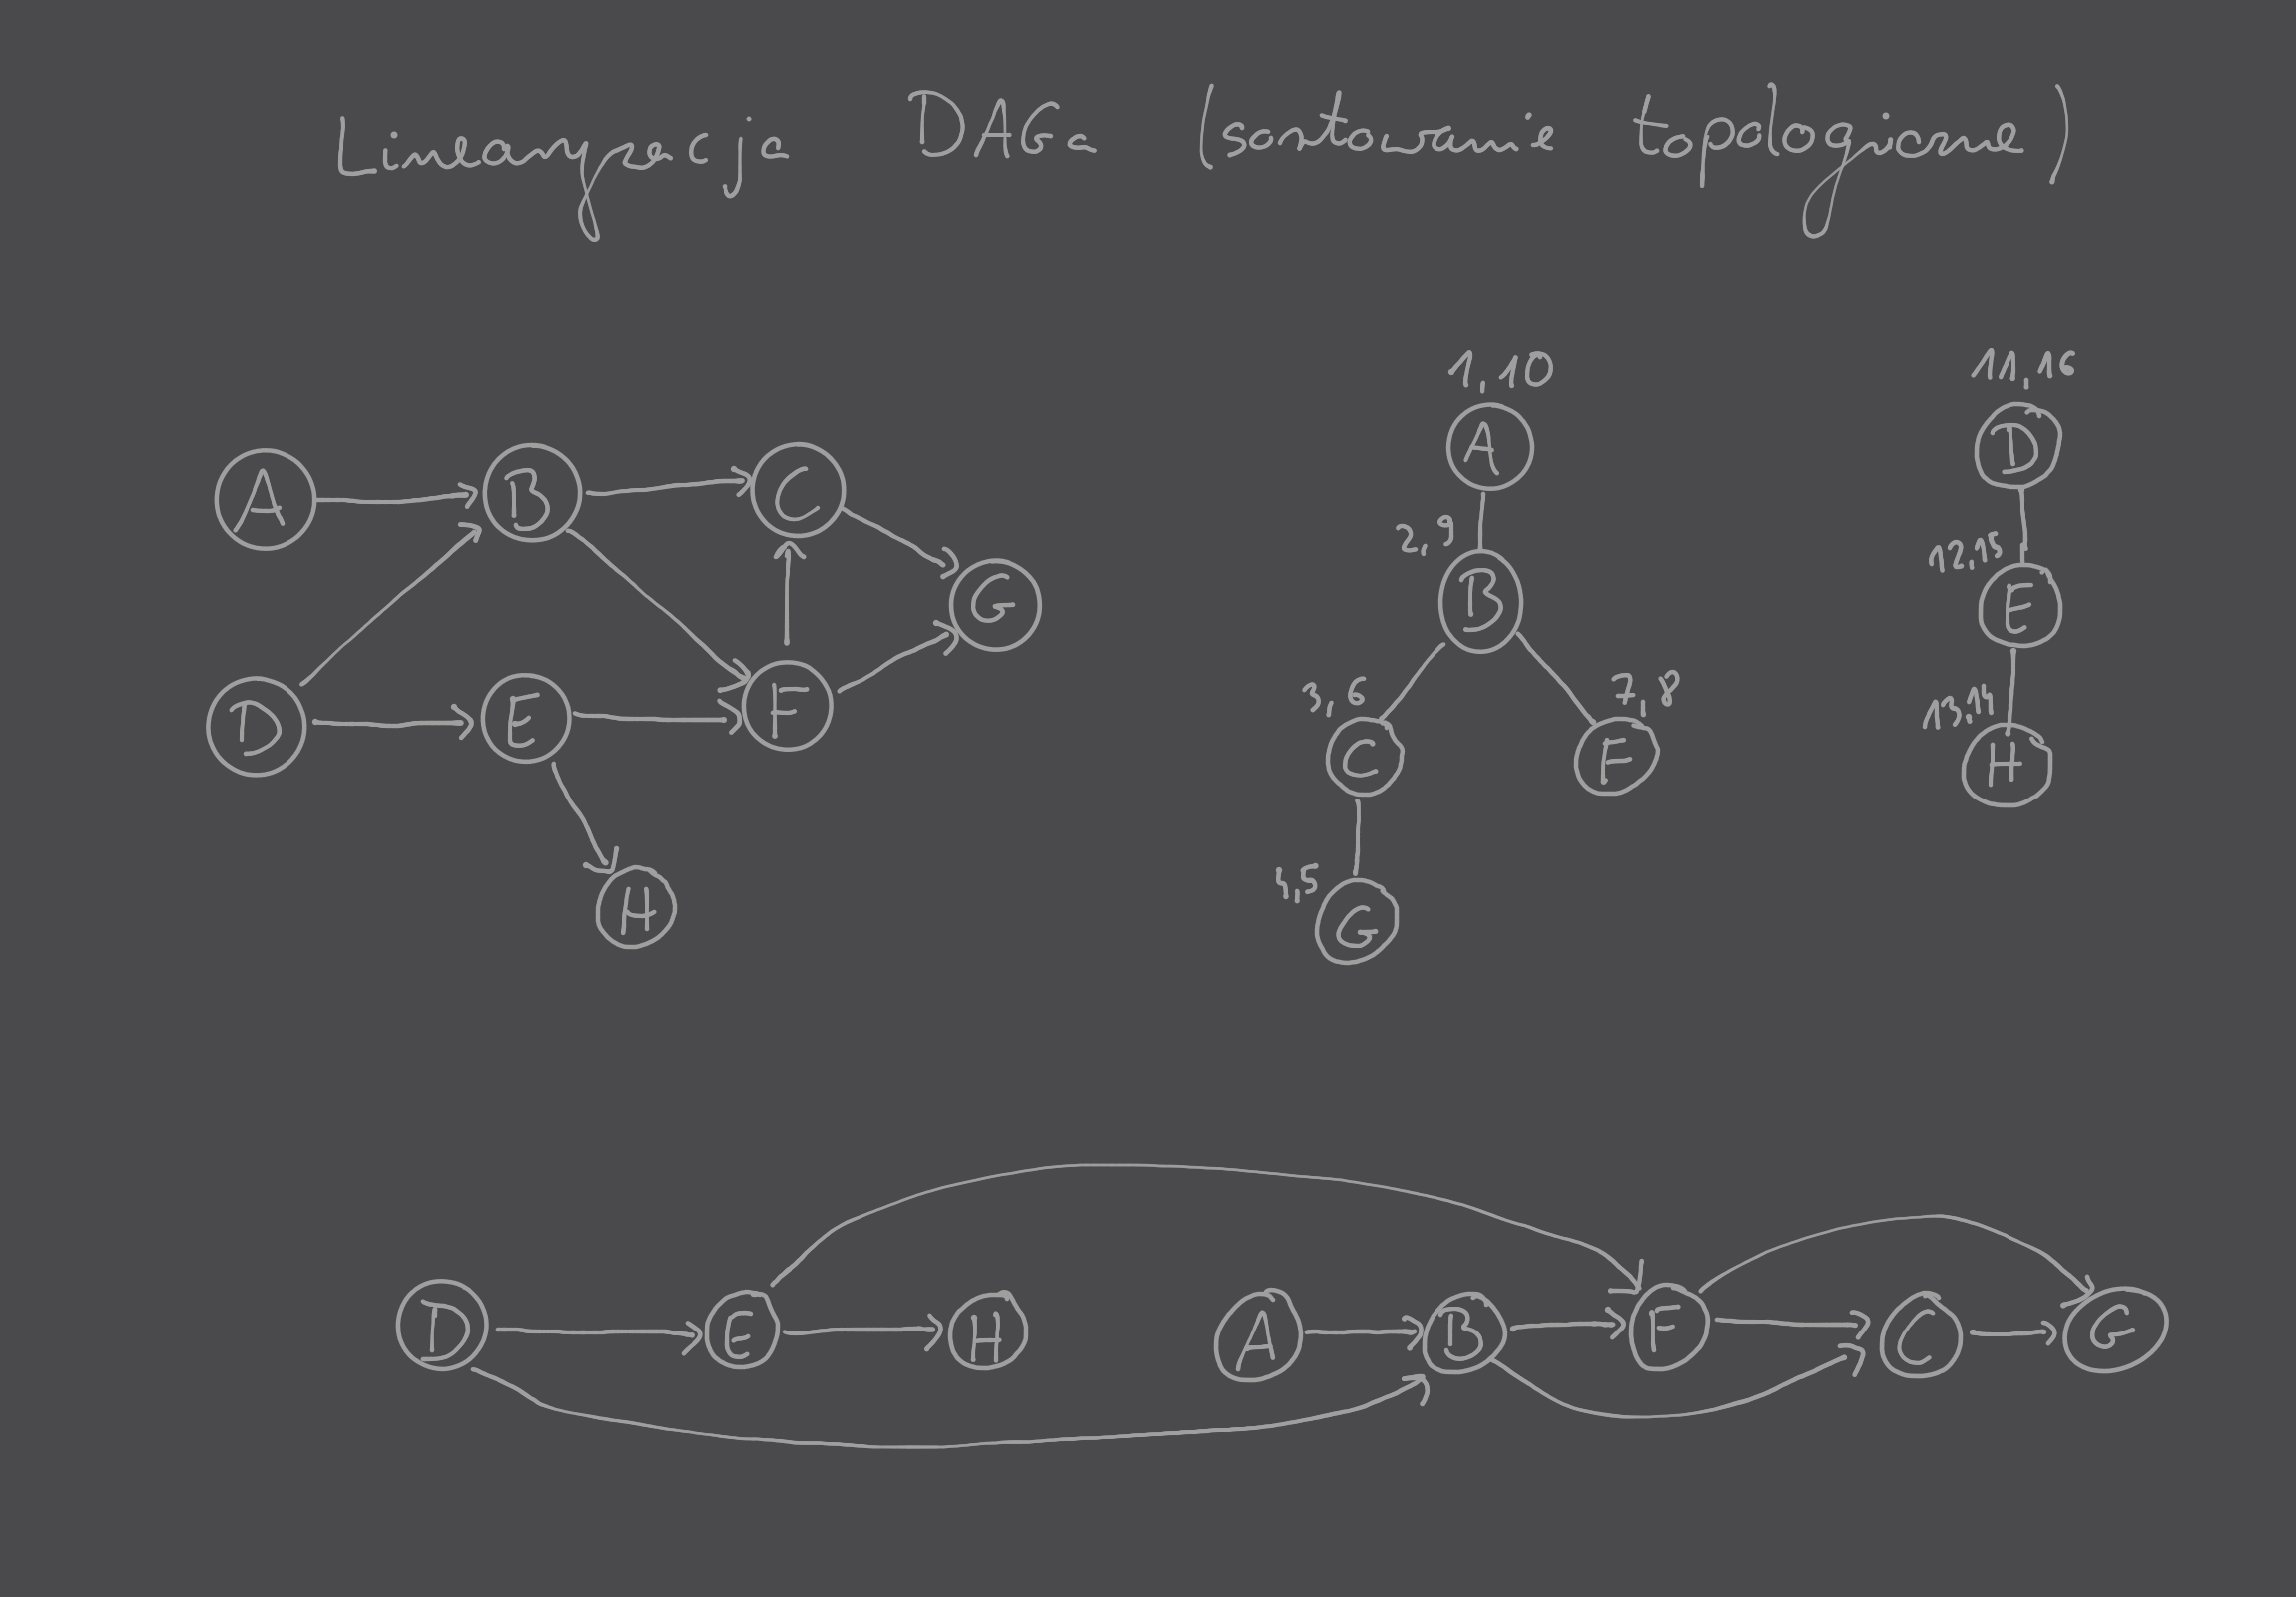 Linearyzacja DAGa (sortowanie topologiczne)
1, 10
11, 16
A
D
2, 9
12, 15
A
B
C
B
E
G
3, 6
7, 8
13, 14
D
E
F
C
F
H
4, 5
H
G
D
E
H
A
B
F
C
G